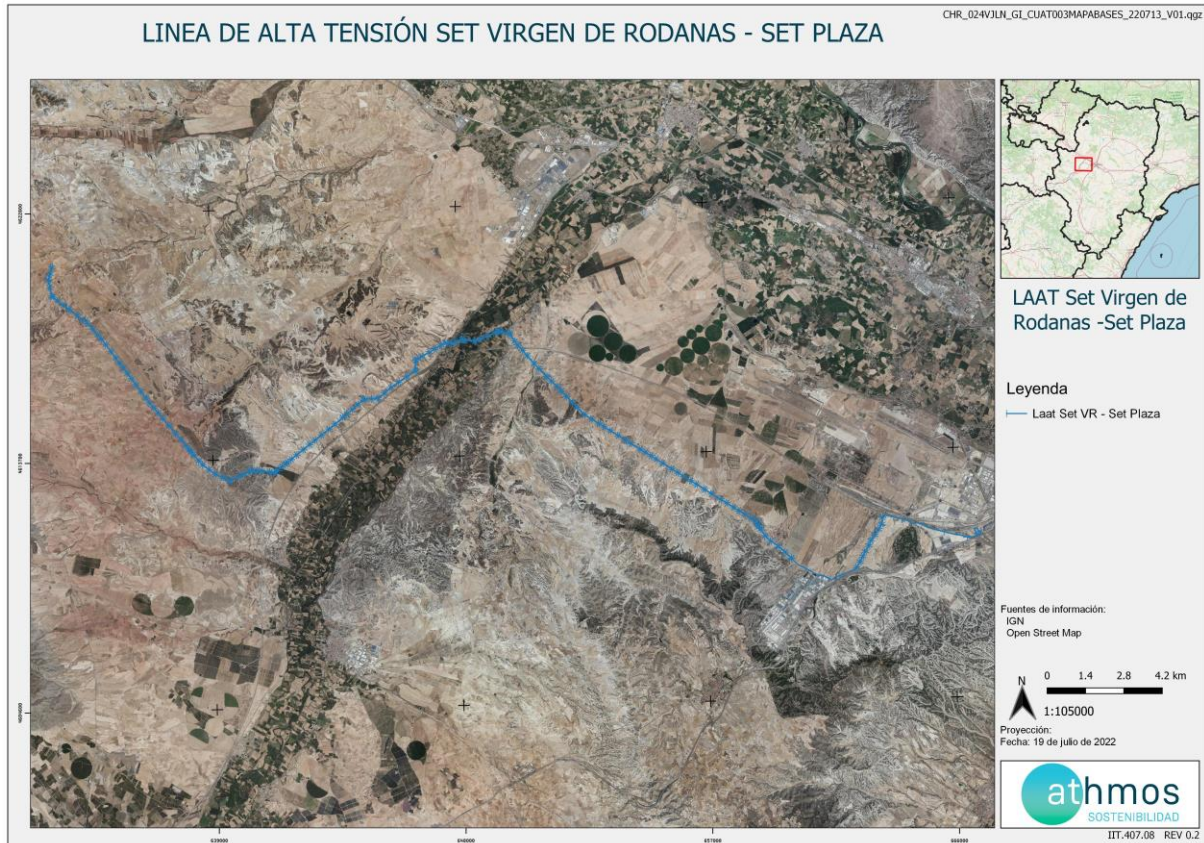 CHR_024VJLN_GI_CUAT003MAPABASES_220713_V01.qgz
LINEA DE ALTA TENSIÓN SET VIRGEN DE RODANAS - SET PLAZA
LAAT Set Virgen de
Rodanas -Set Plaza
Leyenda
Laat Set VR - Set Plaza
Fuentes de información:
IGN
Open Street Map
N
0 1.4 2.8 4.2 km
1:105000
Proyección:
Fecha: 19 de julio de 2022
athmos
SOSTENIBILIDAD
IIT.407.08 REV 0.2